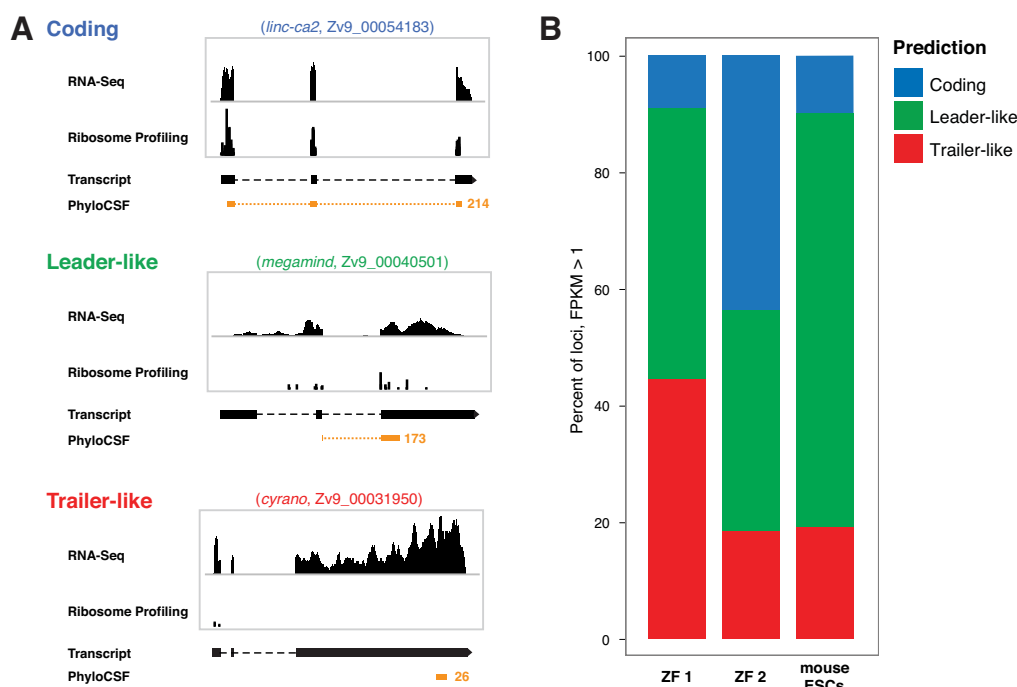 A
Coding
(linc-ca2, Zv9_00054183)
RNA-Seq
Ribosome Profiling
Transcript
PhyloCSF
214
Leader-like
(megamind, Zv9_00040501)
RNA-Seq
Ribosome Profiling
Transcript
PhyloCSF
173
Trailer-like
(cyrano, Zv9_00031950)
RNA-Seq
Ribosome Profiling
Transcript
PhyloCSF
26
B
Percent of loci, FPKM > 1
100
80
60
40
20
0
ZF 1
ZF 2
mouse
ESCs
Prediction
Coding
Leader-like
Trailer-like